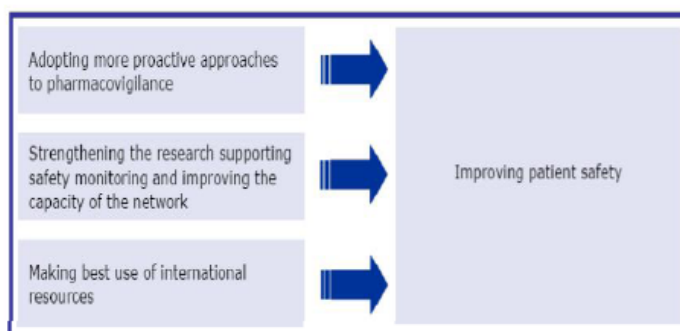 Adopting more proactive approaches
to pharmacovigilance
Strengthening the research supporting
safety monitoring and improving the
capacity of the network
Improving patient safety
Making best use of international
resources